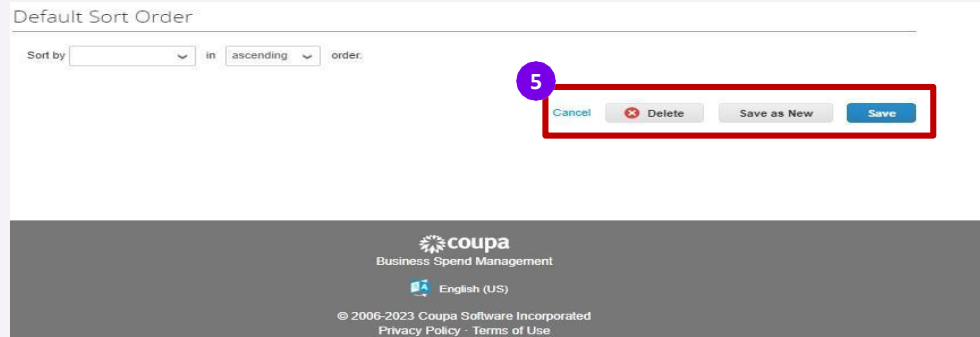 Default Sort Order
Sort by in ascending order.
5
Cancel Delete Save as New Save
coupa
Business Spend Management
English (US)
© 2006-2023 Coupa Software Incorporated
Privacy Policy · Terms of Use